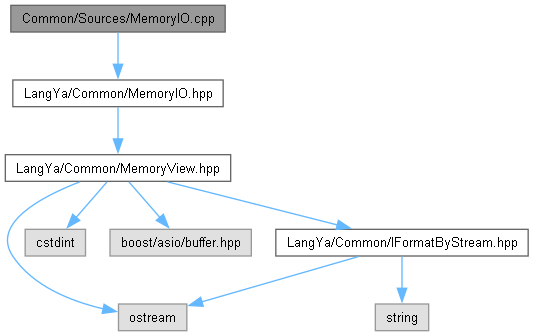 Common/Sources/MemoryIO.cpp
LangYa/Common/MemoryIO.hpp
LangYa/Common/MemoryView.hpp
cstdint
boost/asio/buffer.hpp
LangYa/Common/IFormatByStream.hpp
ostream
string